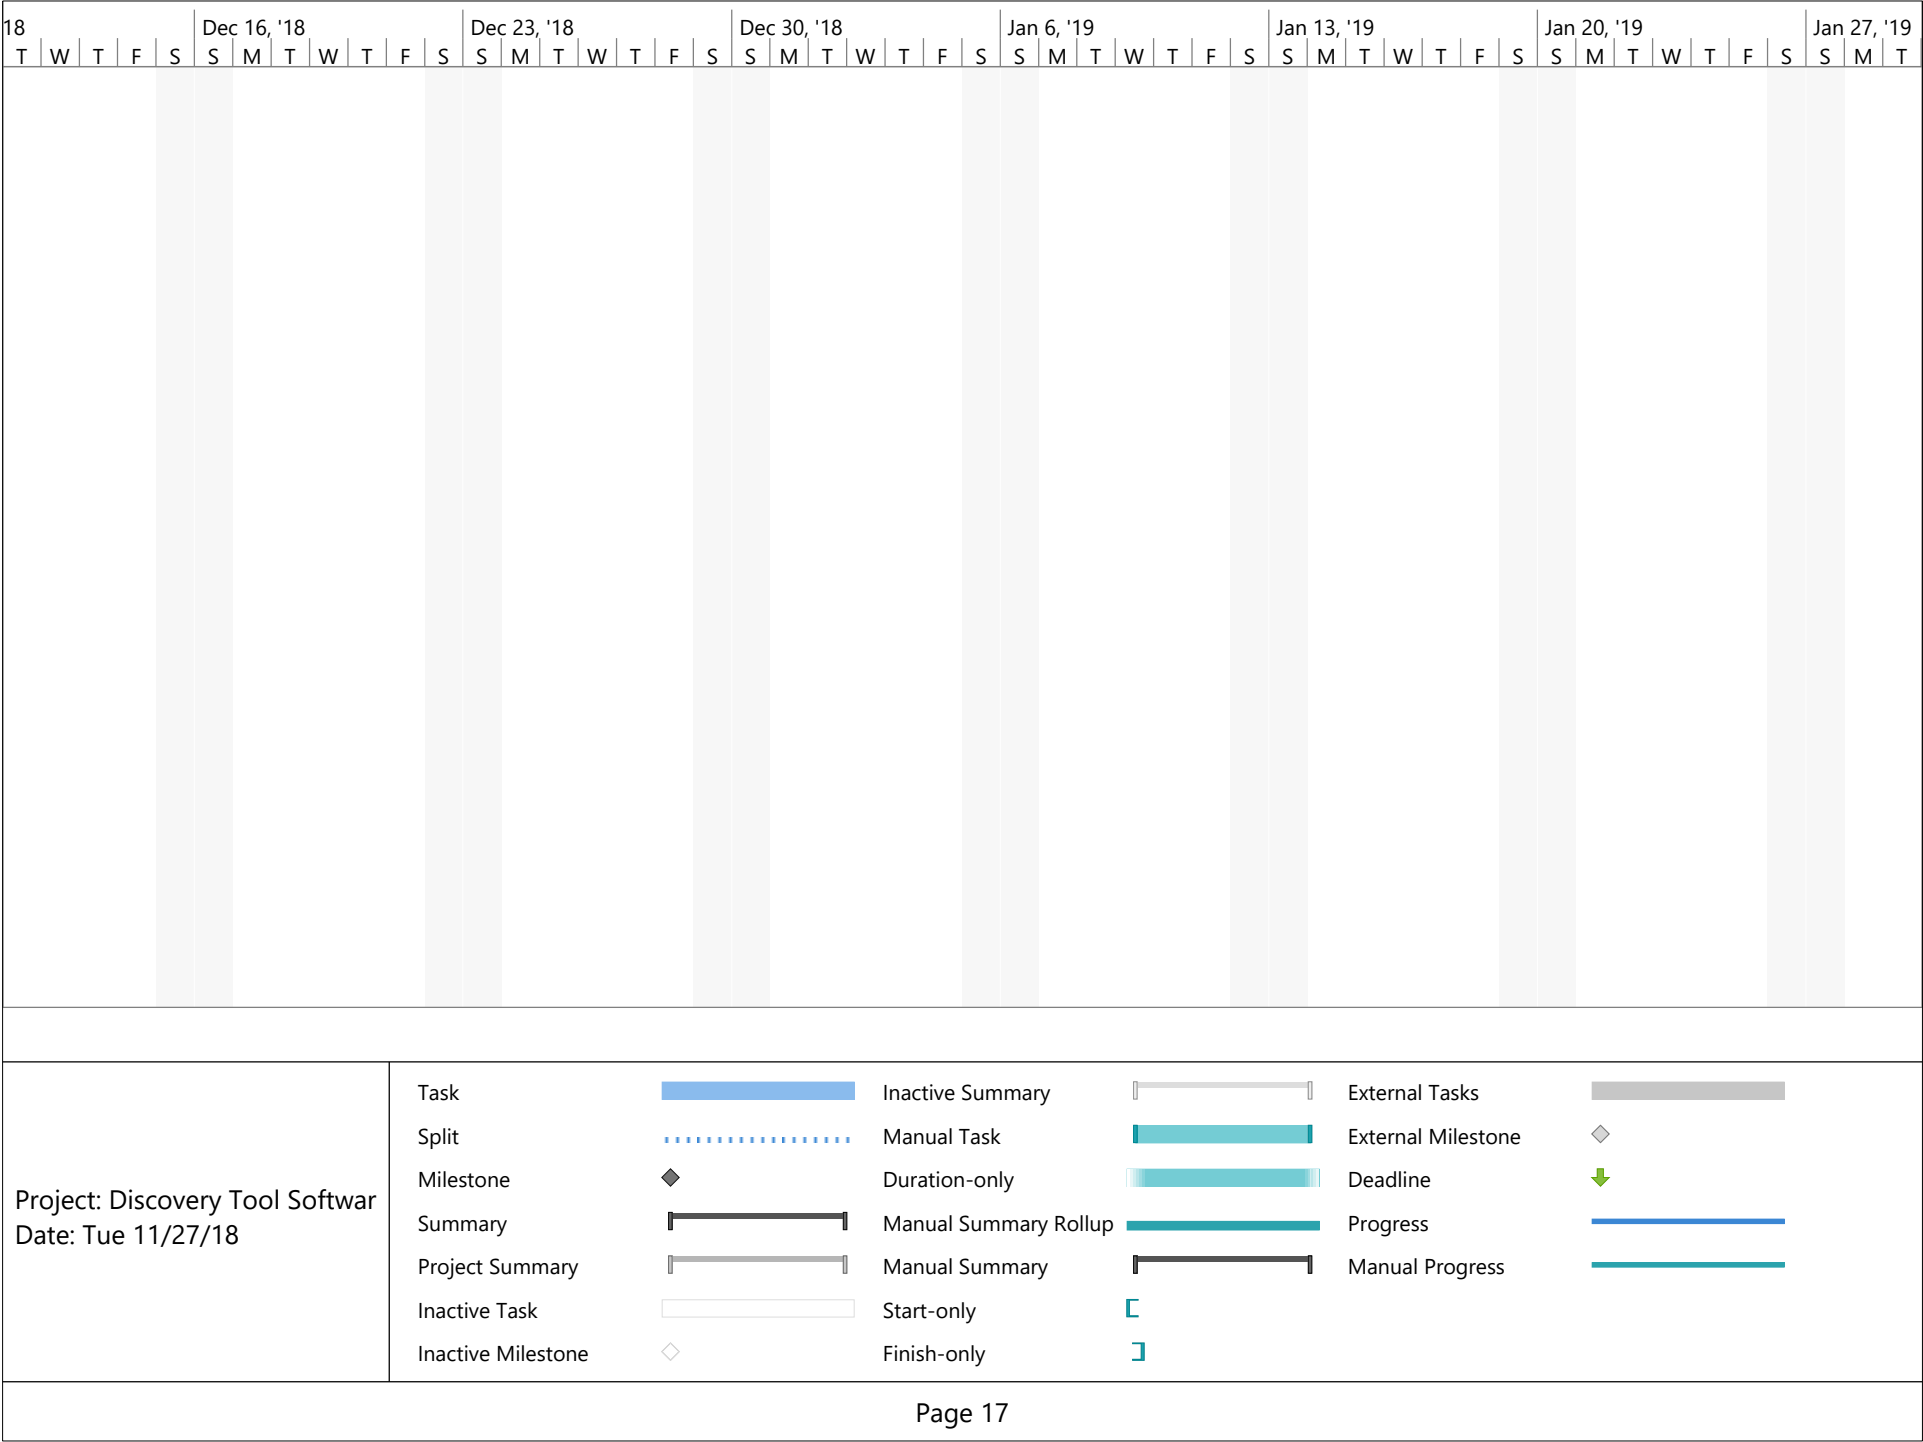 18 Dec 16, '18 Dec 23, '18 Dec 30, '18 Jan 6, '19 Jan 13, '19 Jan 20, '19 Jan 27, '19
T W T F S S M T W T F S S M T W T F S S M T W T F S S M T W T F S S M T W T F S S M T W T F S S M T
Task Inactive Summary External Tasks
Split Manual Task External Milestone
Milestone Duration-only Deadline
Project: Discovery Tool Softwar
Date: Tue 11/27/18
Summary Manual Summary Rollup Progress
Project Summary Manual Summary Manual Progress
Inactive Task Start-only
Inactive Milestone Finish-only
Page 17